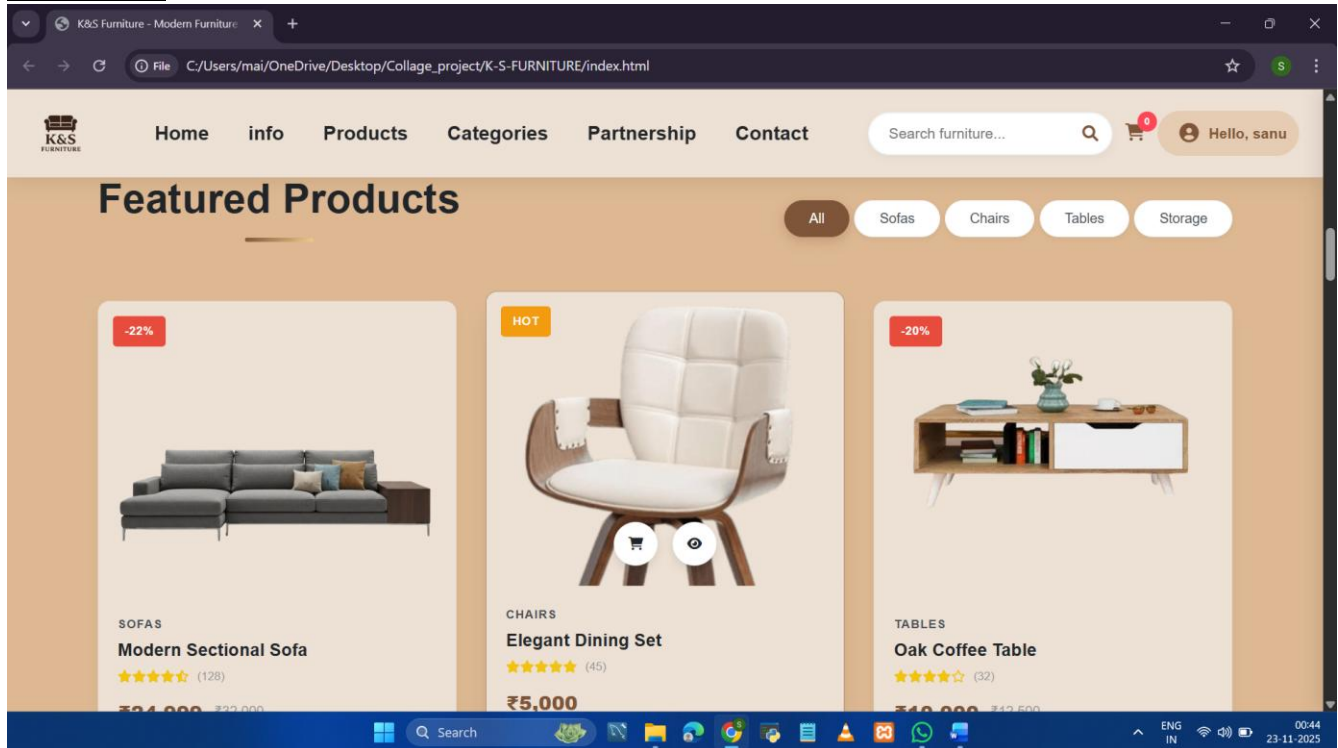 K&S Furniture - Modern Furniture
File C:/Users/mai/OneDrive/Desktop/Collage_project/K-S-FURNITURE/index.html
S
K&S
FURNITURE
Home info Products Categories Partnership Contact
Search furniture...
0
Hello, sanu
Featured Products
All Sofas Chairs Tables Storage
-22%
HOT
-20%
SOFAS
Modern Sectional Sofa
(128)
CHAIRS
Elegant Dining Set
(45)
₹5,000
TABLES
Oak Coffee Table
(32)
Search
ENG
IN
00:44
23-11-2025